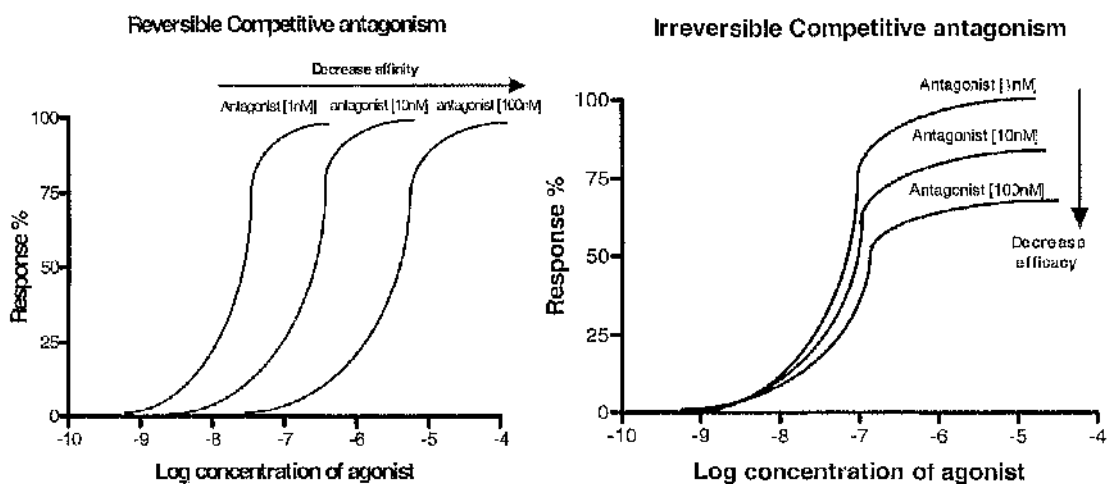 Reversible Competitive antagonism
Decrease affinity
Antagonist [1nM] antagonist [10nM] antagonist [100nM]
100
75
50
25
0
Response %
-10 -9 -8 -7 -6 -5 -4
Log concentration of agonist
Irreversible Competitive antagonism
Antagonist [1nM]
Antagonist [10nM]
Antagonist [100nM]
Decrease
efficacy
100
75
50
25
0
Response %
-10 -9 -8 -7 -6 -5 -4
Log concentration of agonist